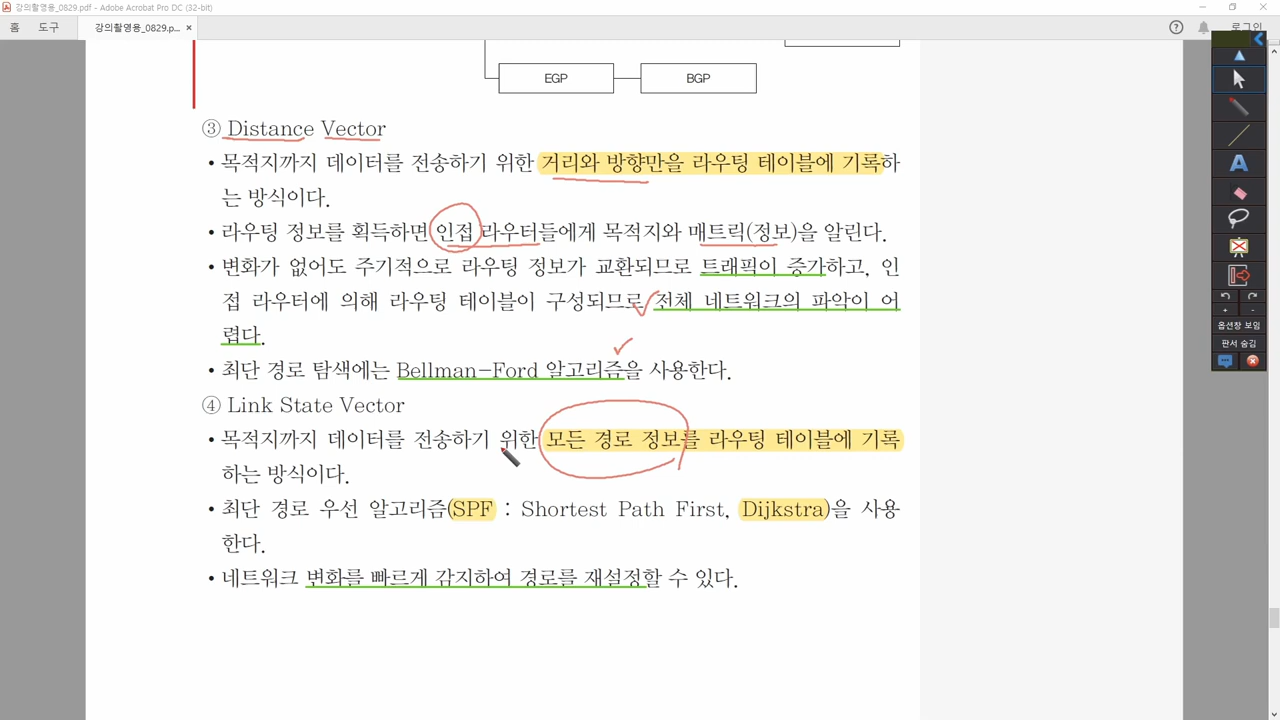 강의촬영용_0829.pdf - Adobe Acrobat Pro DC (32-bit)
홈 도구 강의촬영용_0829.p... × 로그인
EGP BGP
③ Distance Vector
• 목적지까지 데이터를 전송하기 위한 거리와 방향만을 라우팅 테이블에 기록하
는 방식이다.
• 라우팅 정보를 획득하면 인접 라우터들에게 목적지와 매트릭(정보)을 알린다.
• 변화가 없어도 주기적으로 라우팅 정보가 교환되므로 트래픽이 증가하고, 인
접 라우터에 의해 라우팅 테이블이 구성되므로 전체 네트워크의 파악이 어
렵다.
• 최단 경로 탐색에는 Bellman-Ford 알고리즘을 사용한다.
④ Link State Vector
• 목적지까지 데이터를 전송하기 위한 모든 경로 정보를 라우팅 테이블에 기록
하는 방식이다.
• 최단 경로 우선 알고리즘(SPF : Shortest Path First, Dijkstra)을 사용
한다.
• 네트워크 변화를 빠르게 감지하여 경로를 재설정할 수 있다.
A
+ -
옵션장 보임
판서 숨김